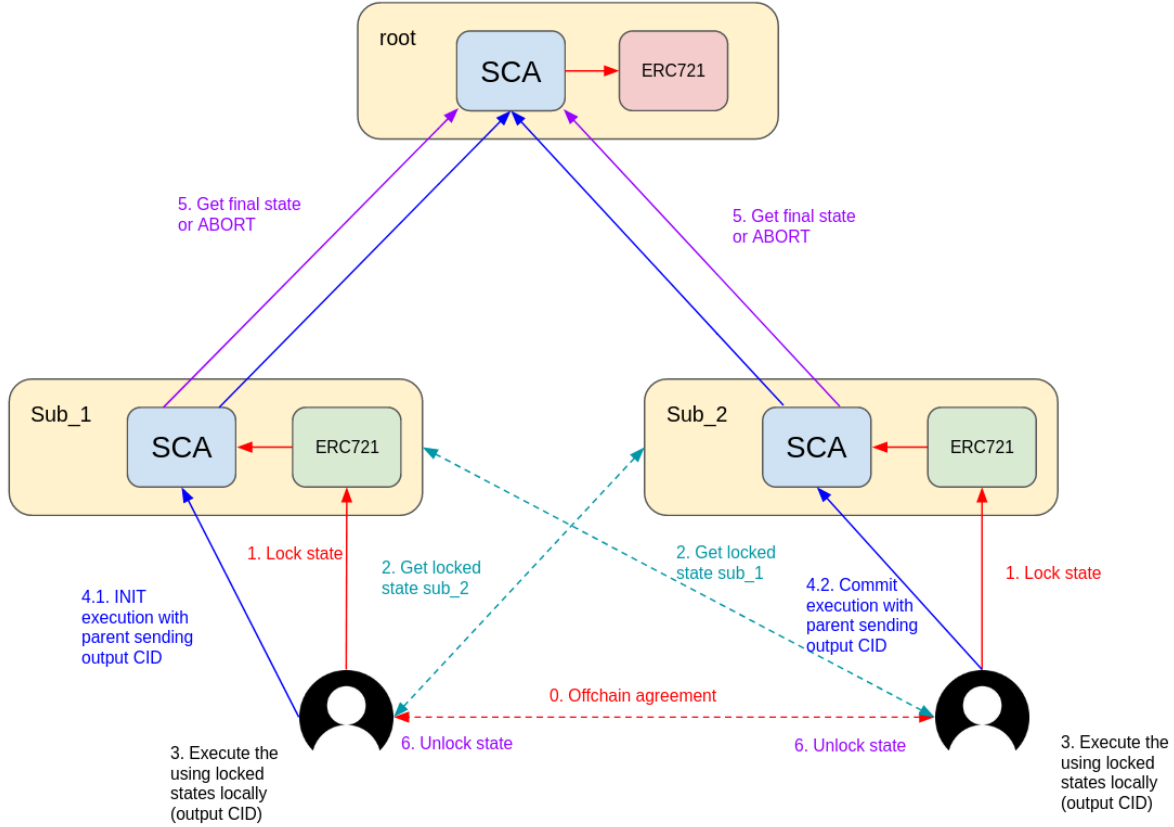 root
SCA
ERC721
5. Get final state
or ABORT
5. Get final state
or ABORT
Sub_1
SCA
ERC721
Sub_2
SCA
ERC721
1. Lock state
2. Get locked
state sub_2
2. Get locked
state sub_1
1. Lock state
4.1. INIT
execution with
parent sending
output CID
4.2. Commit
execution with
parent sending
output CID
0. Offchain agreement
6. Unlock state
6. Unlock state
3. Execute the
using locked
states locally
(output CID)
3. Execute the
using locked
states locally
(output CID)